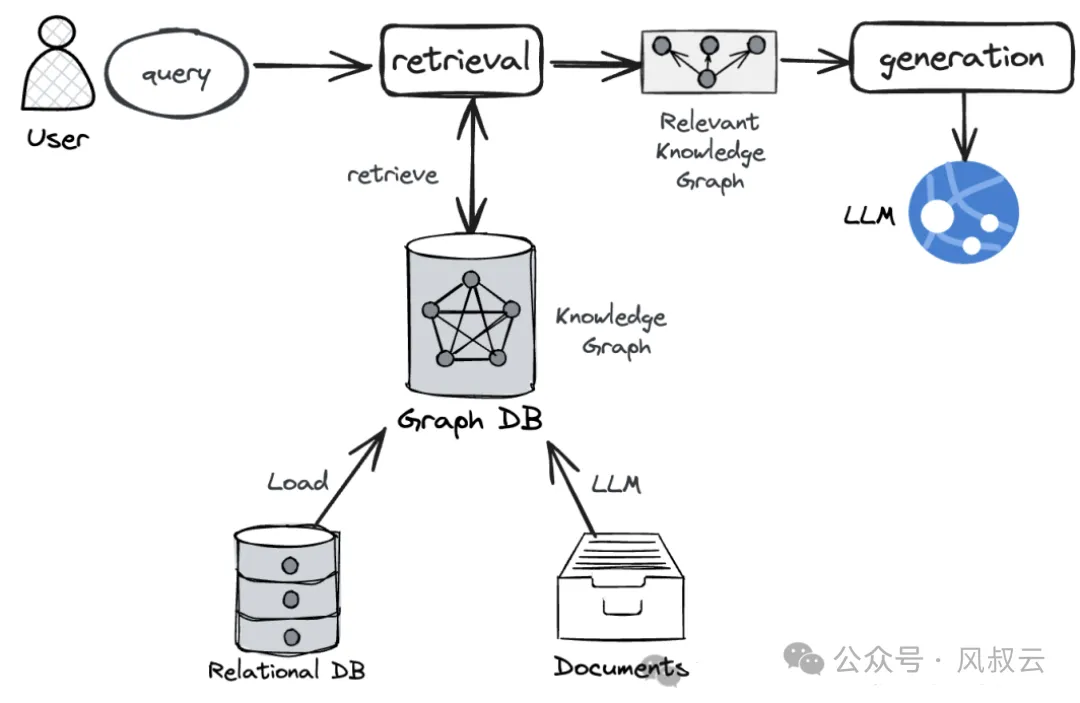 query
retrieval
generation
User
Relevant
Knowledge
Graph
retrieve
LLM
Knowledge
Graph
Graph DB
Load
LLM
Relational DB
Documents
公众号 · 风叔云